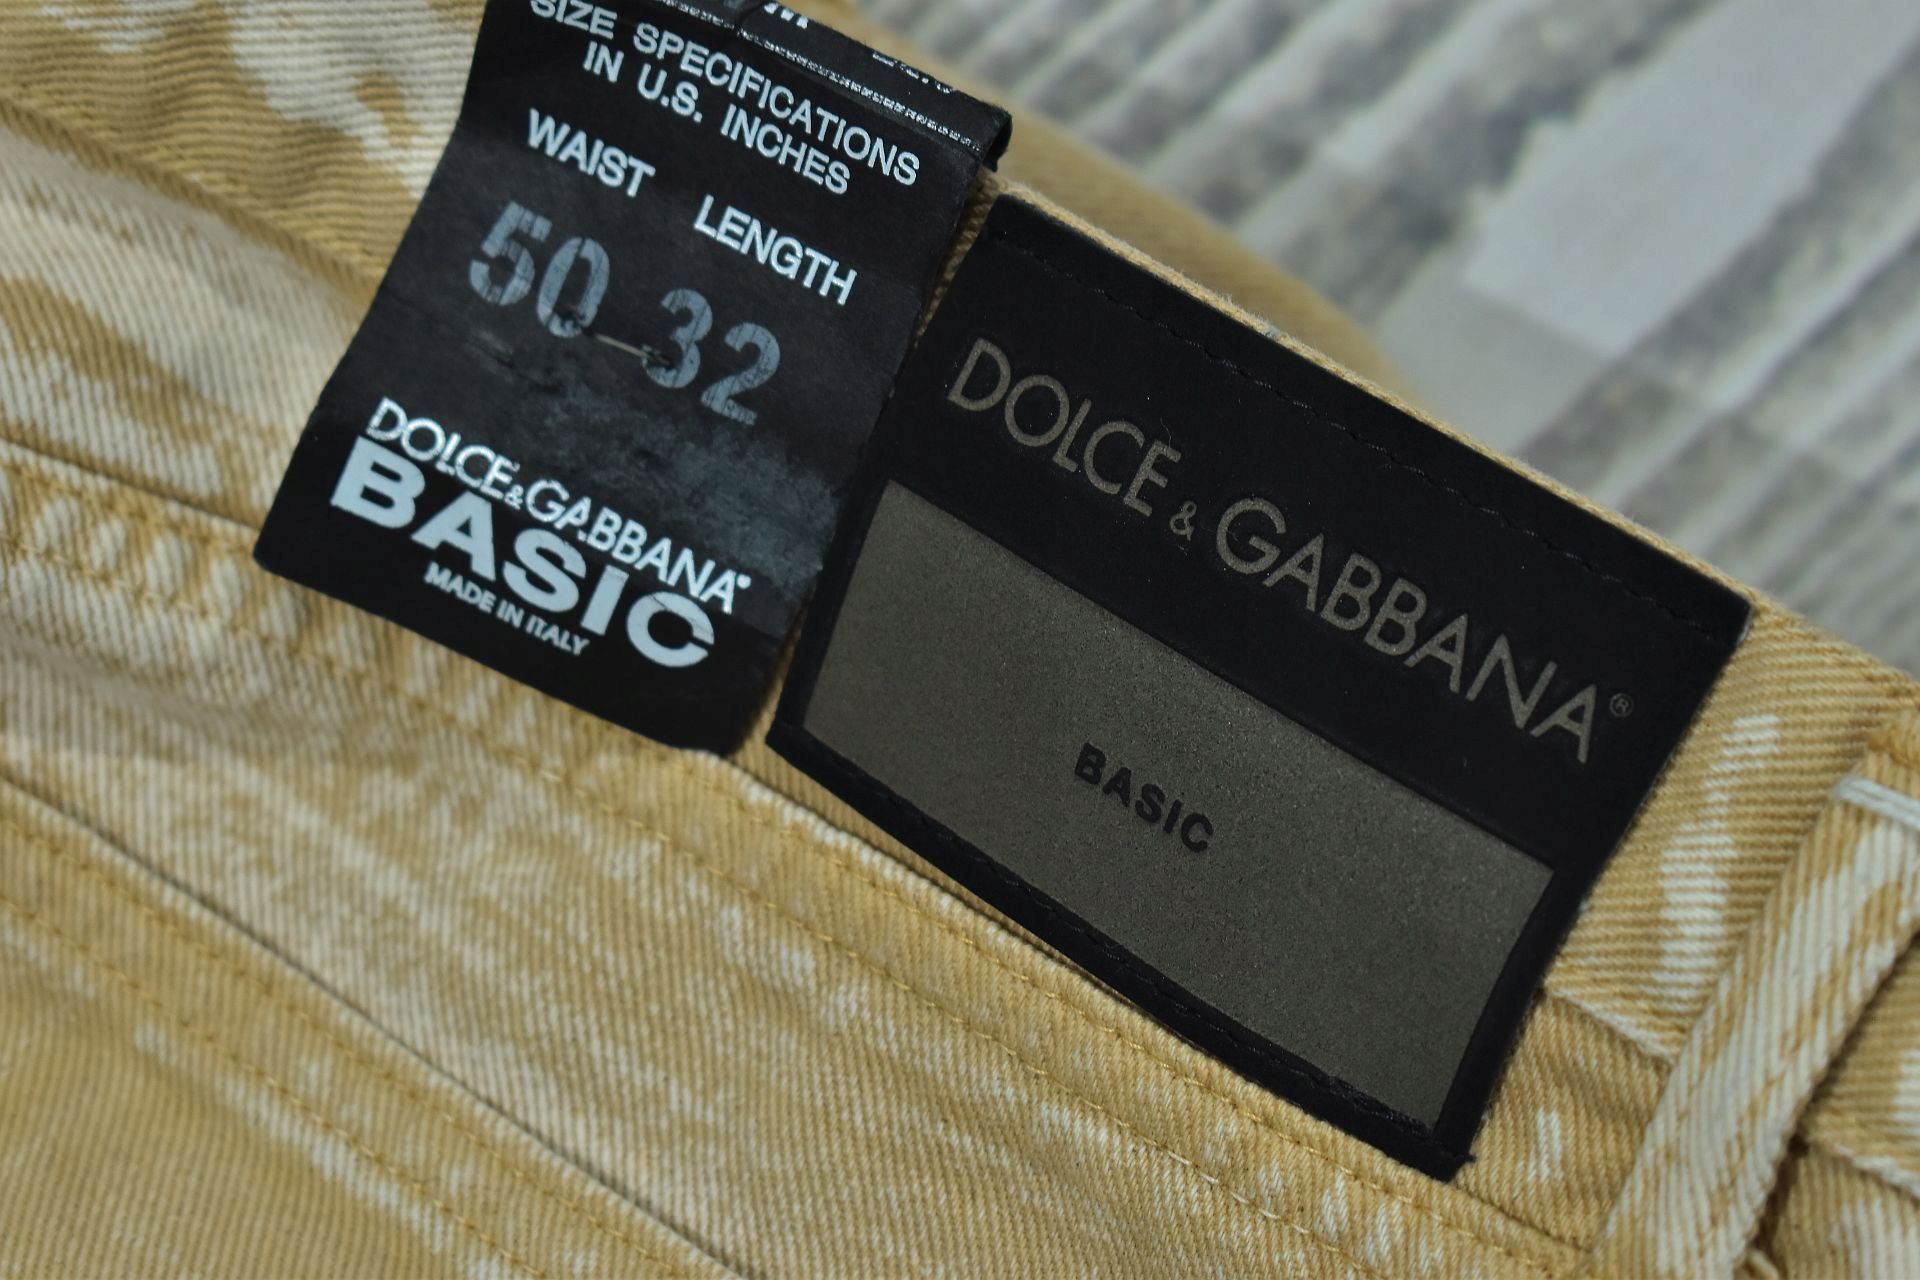 SIZE SPECIFICATIONS
IN U.S. INCHES
WAIST LENGTH
50 32
DOLCE&GABBANA®
BASIC
MADE IN ITALY
DOLCE & GABBANA®
BASIC